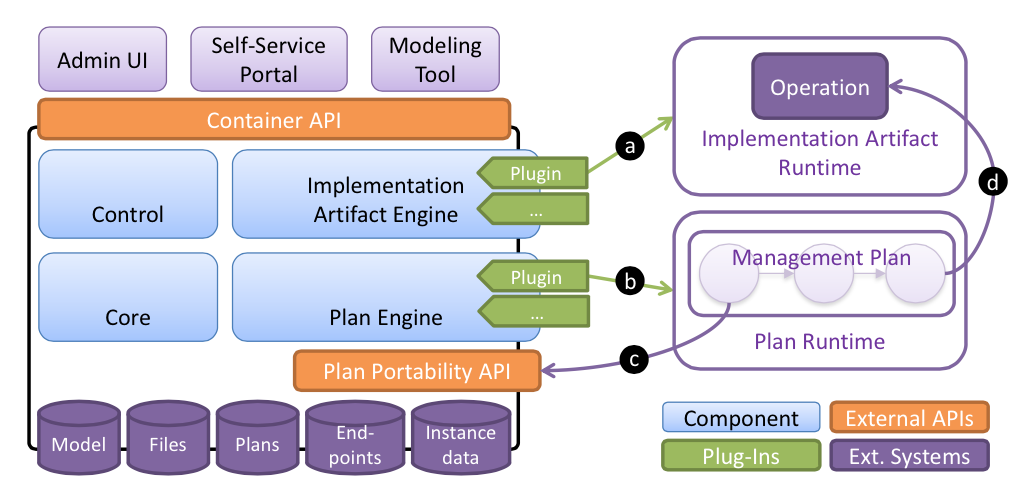 Admin UI
Self-Service
Portal
Modeling
Tool
Container API
Control
Implementation
Artifact Engine
Plugin
...
Core
Plan Engine
Plugin
...
Plan Portability API
Model
Files
Plans
End-
points
Instance
data
a
b
c
d
Operation
Implementation Artifact
Runtime
Management Plan
Plan Runtime
Component
External APIs
Plug-Ins
Ext. Systems